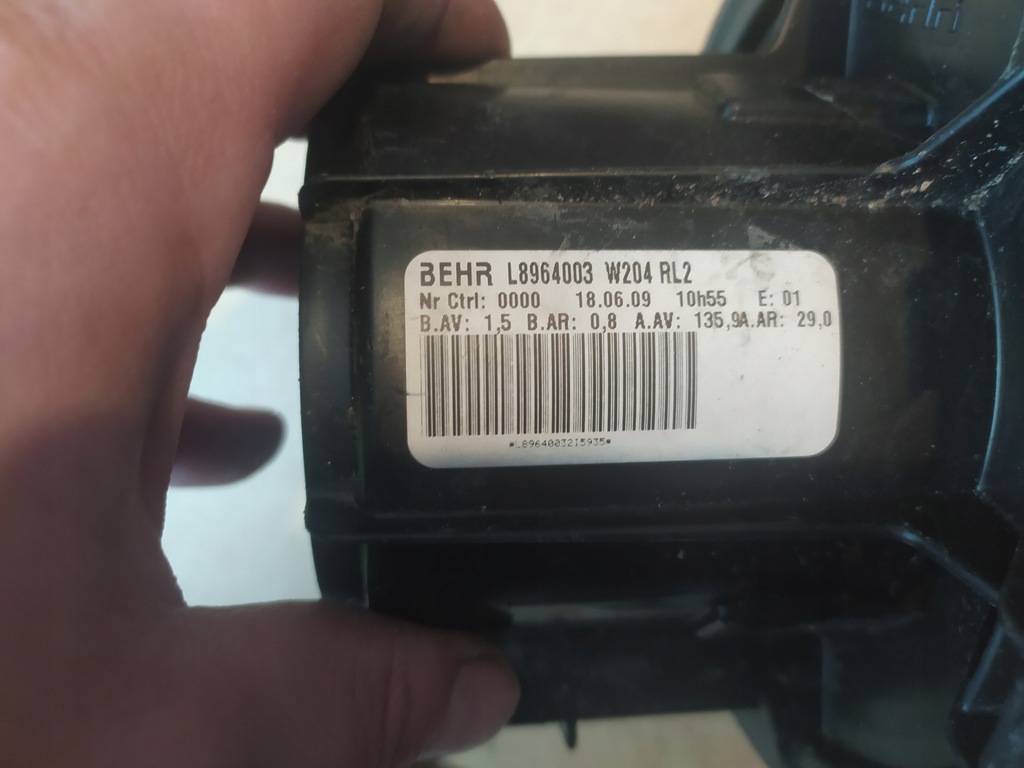 BEHR L8964003 W204 RL2
Nr Ctrl: 0000 18.06.09 10h55 E: 01
B.AV: 1,5 B.AR: 0,8 A.AV: 135,9A.AR: 29,0
*L8964003215935*